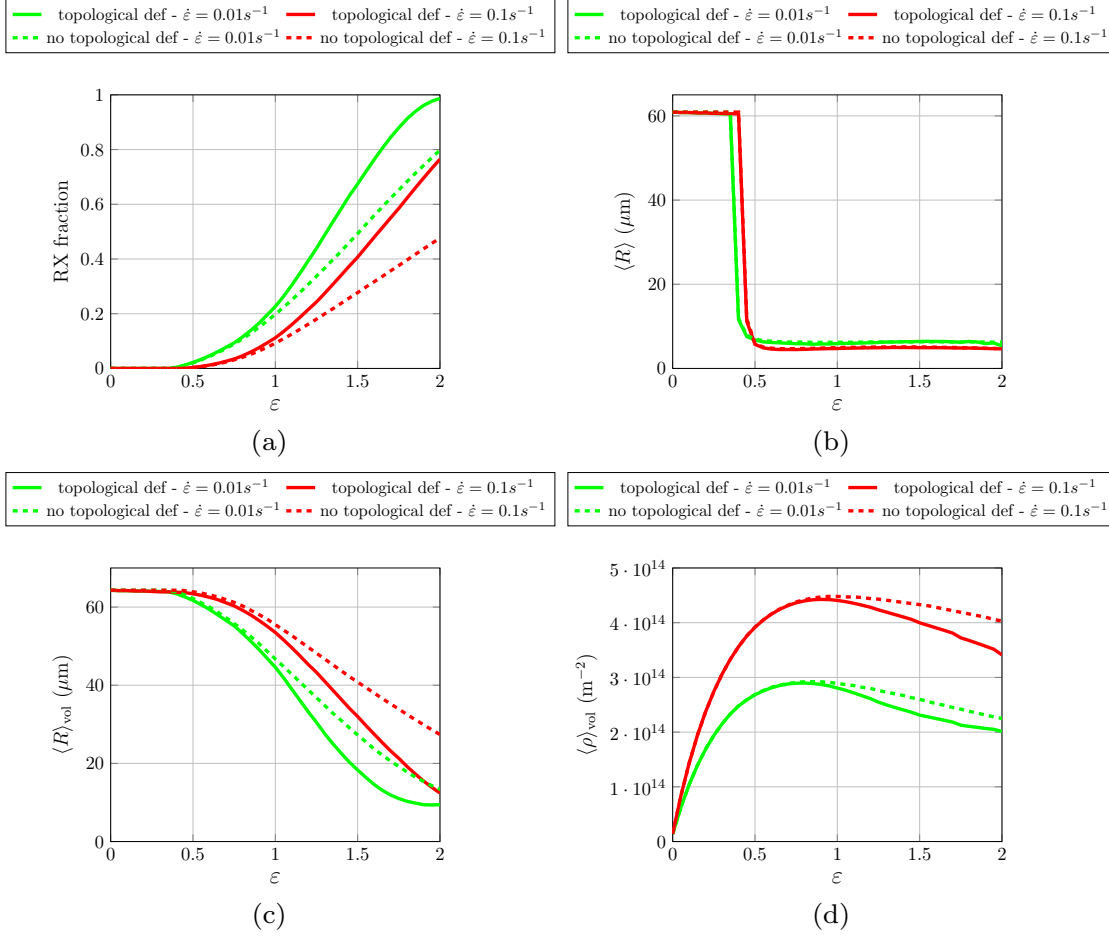 topological def - ε̇ = 0.01s⁻¹ topological def - ε̇ = 0.1s⁻¹
no topological def - ε̇ = 0.01s⁻¹ no topological def - ε̇ = 0.1s⁻¹
topological def - ε̇ = 0.01s⁻¹ topological def - ε̇ = 0.1s⁻¹
no topological def - ε̇ = 0.01s⁻¹ no topological def - ε̇ = 0.1s⁻¹
RX fraction
1
0.8
0.6
0.4
0.2
0
0 0.5 1 1.5 2
ε
(a)
⟨R⟩ (μm)
60
40
20
0
0 0.5 1 1.5 2
ε
(b)
topological def - ε̇ = 0.01s⁻¹ topological def - ε̇ = 0.1s⁻¹
no topological def - ε̇ = 0.01s⁻¹ no topological def - ε̇ = 0.1s⁻¹
topological def - ε̇ = 0.01s⁻¹ topological def - ε̇ = 0.1s⁻¹
no topological def - ε̇ = 0.01s⁻¹ no topological def - ε̇ = 0.1s⁻¹
⟨R⟩vol (μm)
60
40
20
0
0 0.5 1 1.5 2
ε
(c)
⟨ρ⟩vol (m⁻²)
5 · 10¹⁴
4 · 10¹⁴
3 · 10¹⁴
2 · 10¹⁴
1 · 10¹⁴
0
0 0.5 1 1.5 2
ε
(d)